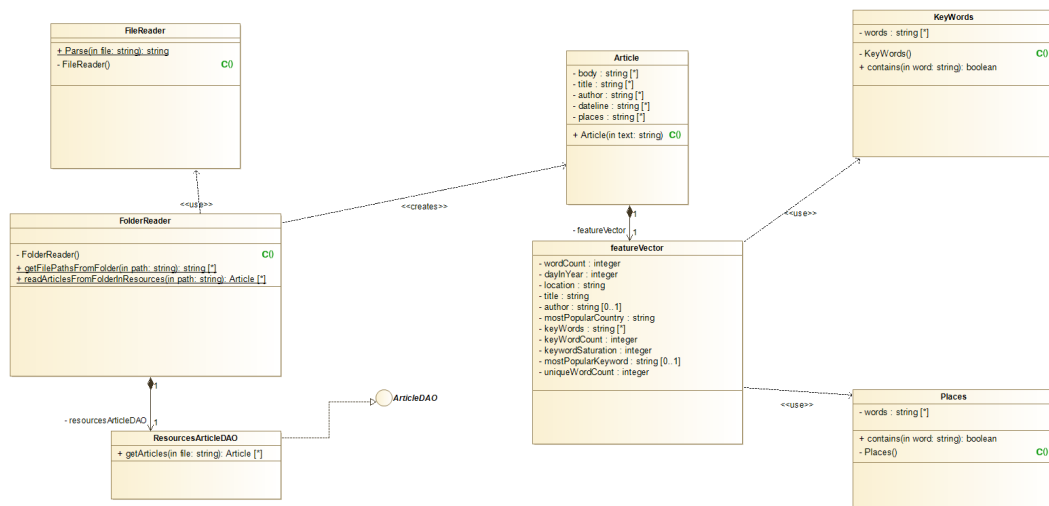 FileReader
+ Parse(in file: string): string
- FileReader()
C()
<<use>>
FolderReader
- FolderReader()
C()
+ getFilePathsFromFolder(in path: string): string [*]
+ readArticlesFromFolderInResources(in path: string): Article [*]
1
- resourcesArticleDAO
1
ResourcesArticleDAO
+ getArticles(in file: string): Article [*]
ArticleDAO
<<creates>>
Article
- body : string [*]
- title : string [*]
- author : string [*]
- dateline : string [*]
- places : string [*]
+ Article(in text: string)
C()
1
- featureVector
1
featureVector
- wordCount : integer
- dayInYear : integer
- location : string
- title : string
- author : string [0..1]
- mostPopularCountry : string
- keyWords : string [*]
- keyWordCount : integer
- keywordSaturation : integer
- mostPopularKeyword : string [0..1]
- uniqueWordCount : integer
<<use>>
KeyWords
- words : string [*]
- KeyWords()
C()
+ contains(in word: string): boolean
<<use>>
Places
- words : string [*]
+ contains(in word: string): boolean
- Places()
C()